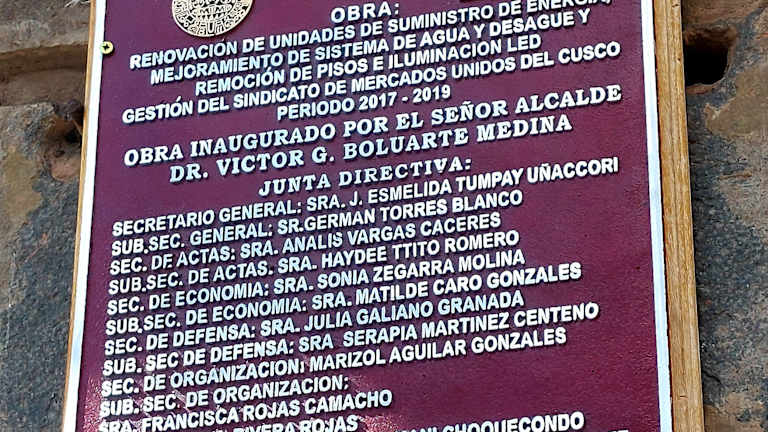 OBRA:
RENOVACIÓN DE UNIDADES DE SUMINISTRO DE ENERGIA,
MEJORAMIENTO DE SISTEMA DE AGUA Y DESAGUE Y
REMOCIÓN DE PISOS E ILUMINACION LED
GESTIÓN DEL SINDICATO DE MERCADOS UNIDOS DEL CUSCO
PERIODO 2017 - 2019
OBRA INAUGURADO POR EL SEÑOR ALCALDE
DR. VICTOR G. BOLUARTE MEDINA
JUNTA DIRECTIVA:
SECRETARIO GENERAL: SRA. J. ESMELIDA TUMPAY UÑACCORI
SUB.SEC. GENERAL: SR.GERMAN TORRES BLANCO
SEC. DE ACTAS: SRA. ANALIS VARGAS CACERES
SUB.SEC. DE ACTAS. SRA. HAYDEE TTITO ROMERO
SEC. DE ECONOMIA: SRA. SONIA ZEGARRA MOLINA
SUB.SEC. DE ECONOMIA: SRA. MATILDE CARO GONZALES
SEC. DE DEFENSA: SRA. JULIA GALIANO GRANADA
SUB. SEC DE DEFENSA: SRA SERAPIA MARTINEZ CENTENO
SEC. DE ORGANIZACION: MARIZOL AGUILAR GONZALES
SUB. SEC. DE ORGANIZACION:
SRA. FRANCISCA ROJAS CAMACHO
RIVERA ROJAS
CHOQUECONDO